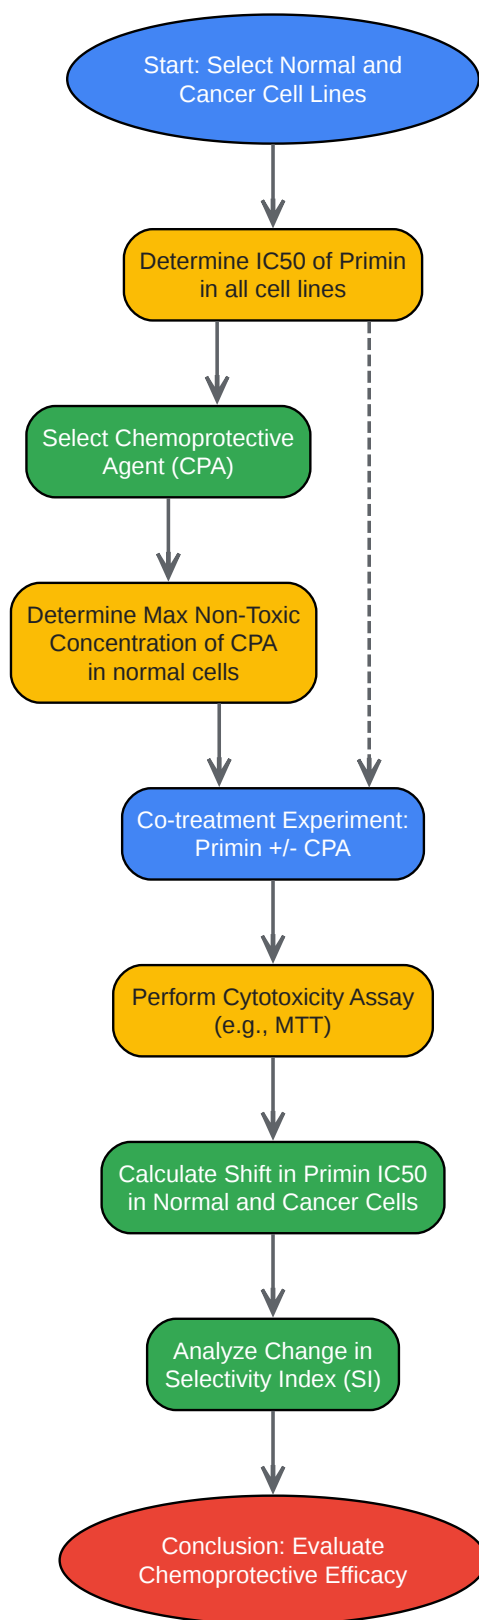 Start: Select Normal and
Cancer Cell Lines
Determine IC50 of Primin
in all cell lines
Select Chemoprotective
Agent (CPA)
Determine Max Non-Toxic
Concentration of CPA
in normal cells
Co-treatment Experiment:
Primin +/- CPA
Perform Cytotoxicity Assay
(e.g., MTT)
Calculate Shift in Primin IC50
in Normal and Cancer Cells
Analyze Change in
Selectivity Index (SI)
Conclusion: Evaluate
Chemoprotective Efficacy